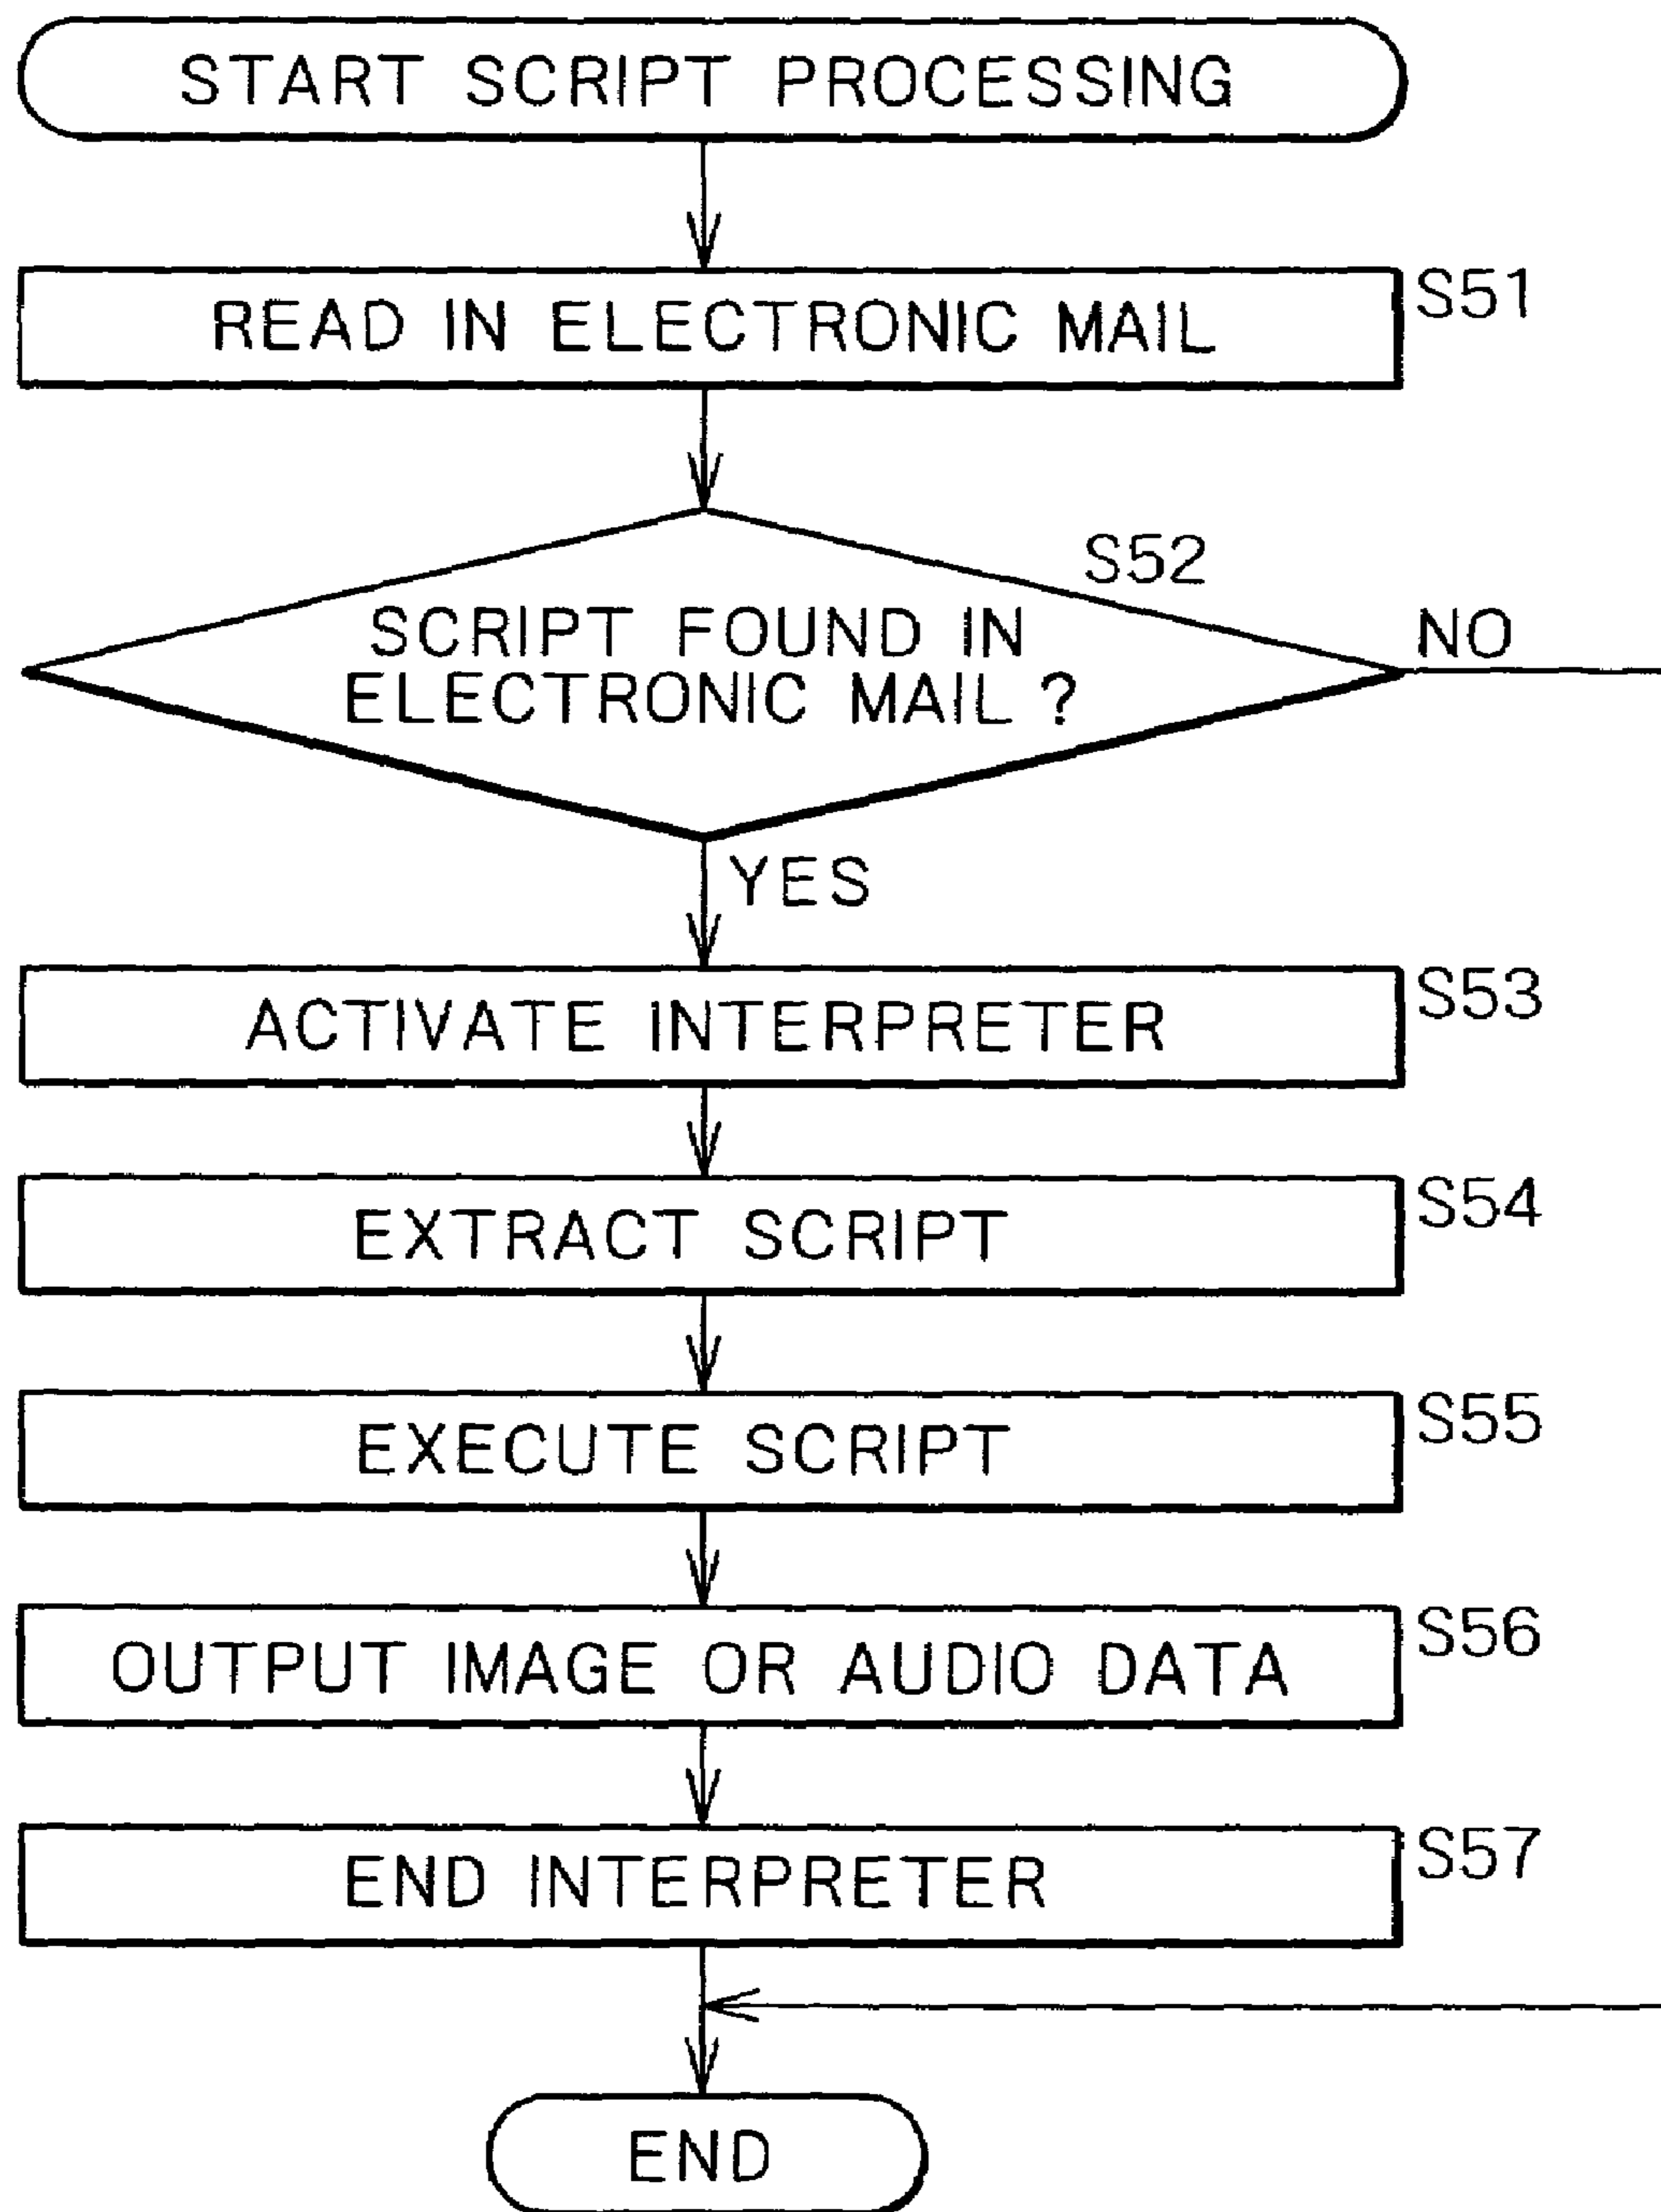 START SCRIPT PROCESSING
READ IN ELECTRONIC MAIL
S51
S52
SCRIPT FOUND IN
ELECTRONIC MAIL ?
NO
YES
ACTIVATE INTERPRETER
S53
EXTRACT SCRIPT
S54
EXECUTE SCRIPT
S55
OUTPUT IMAGE OR AUDIO DATA
S56
END INTERPRETER
S57
END